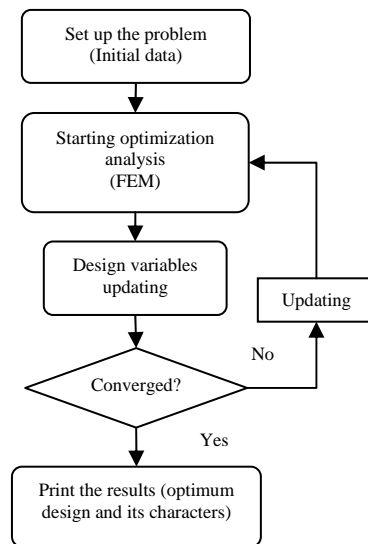 Set up the problem
(Initial data)
Starting optimization
analysis
(FEM)
Design variables
updating
Updating
No
Converged?
Yes
Print the results (optimum
design and its characters)